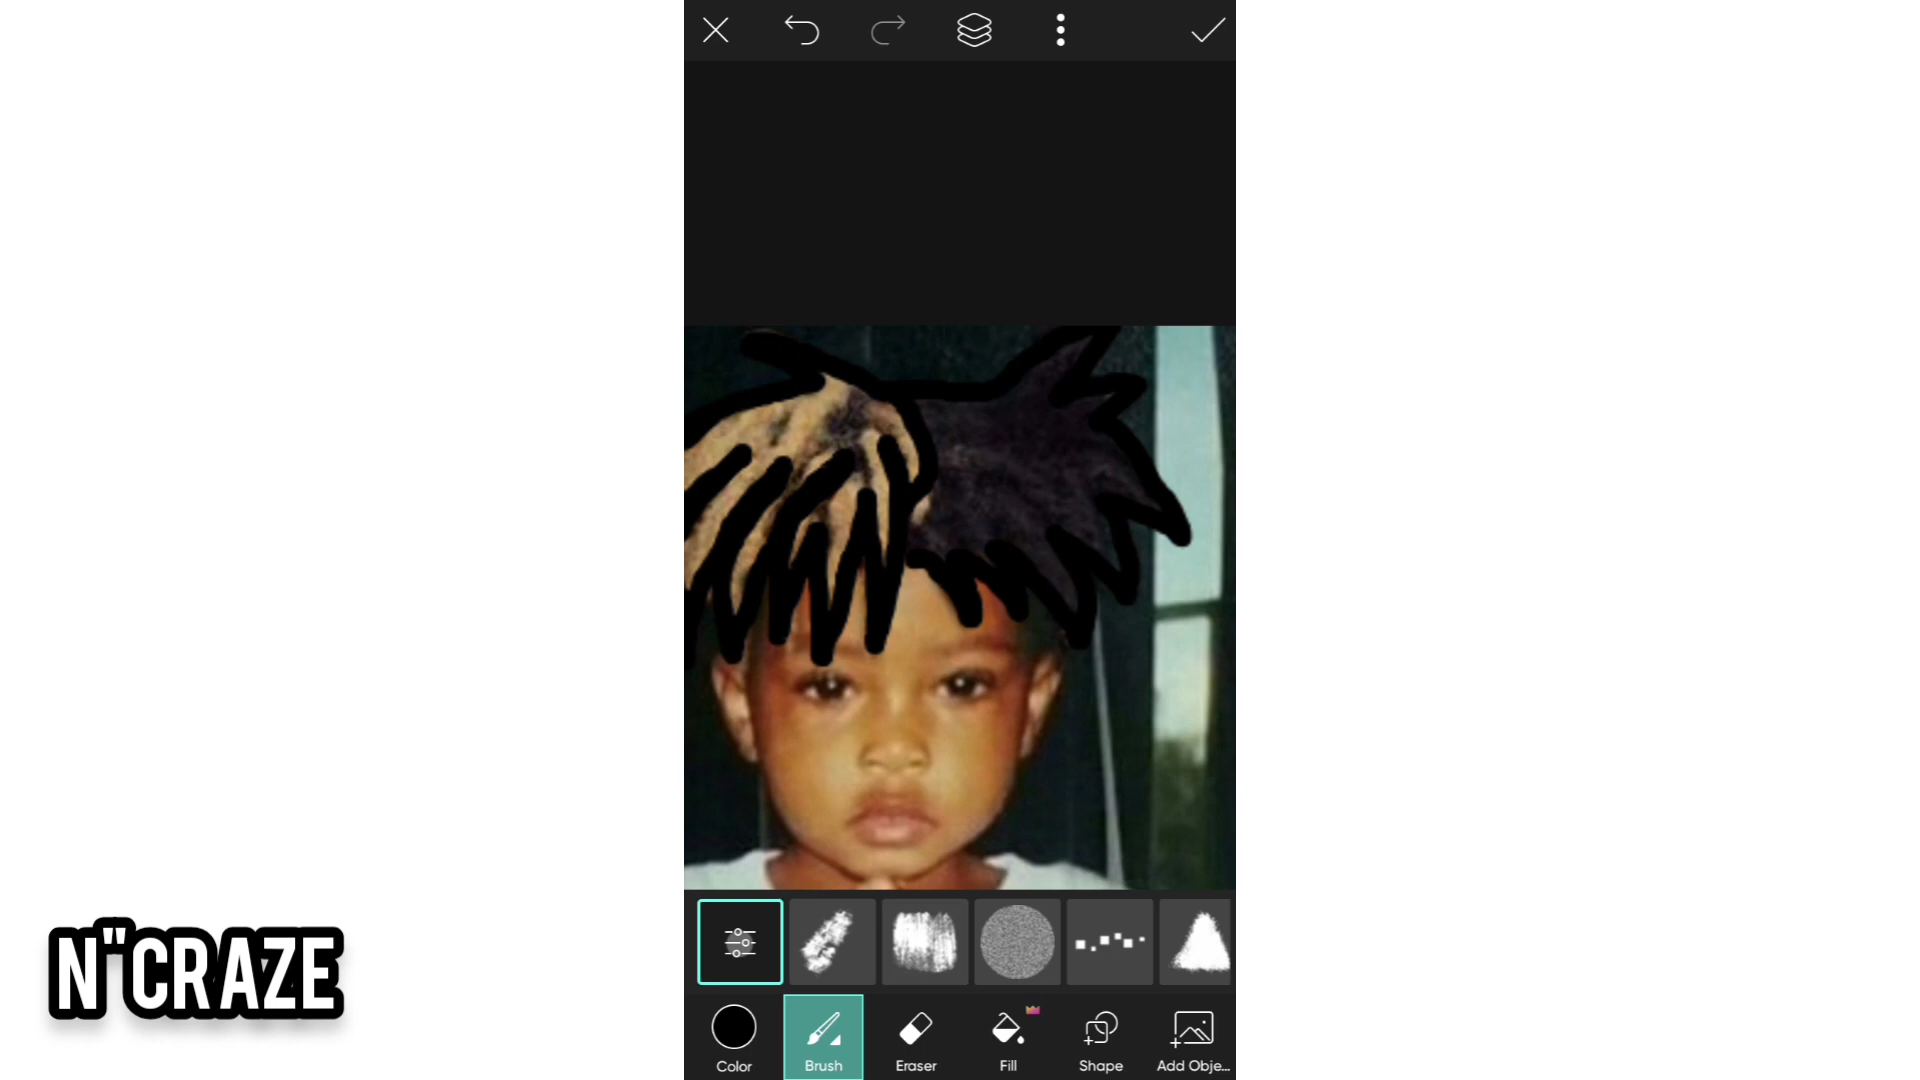 N"CRAZE
Color
Brush
Eraser
Fill
Shape
Add Obje...